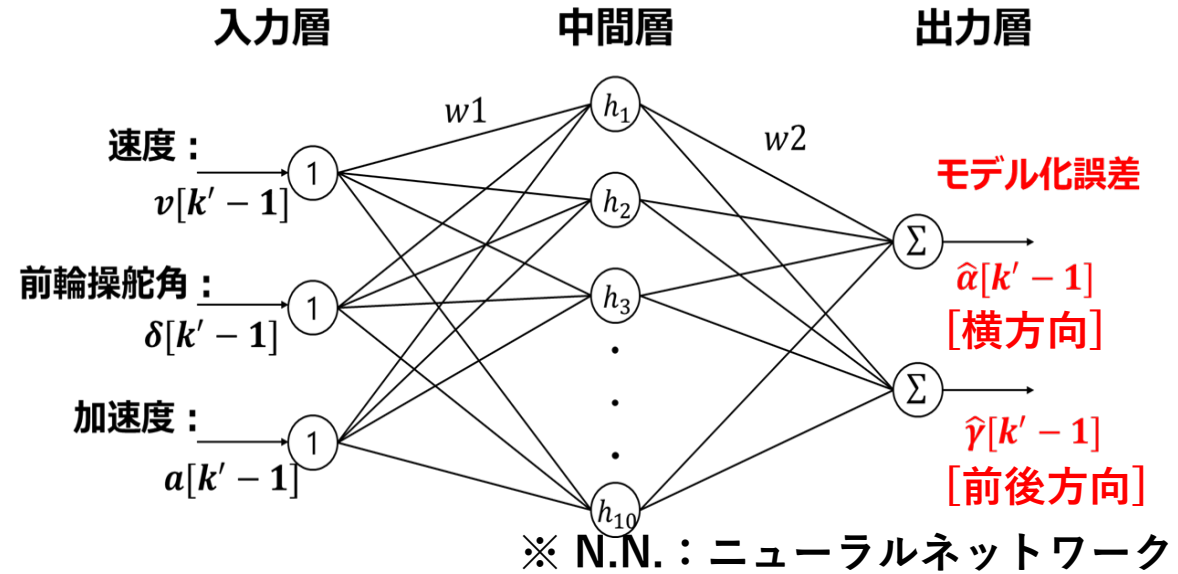 入力層
中間層
出力層
w1
w2
速度：
v[k′ − 1]
前輪操舵角：
δ[k′ − 1]
加速度：
a[k′ − 1]
1
1
1
h₁
h₂
h₃
h₁₀
Σ
Σ
モデル化誤差
α̂[k′ − 1]
[横方向]
γ̂[k′ − 1]
[前後方向]
※ N.N.：ニューラルネットワーク